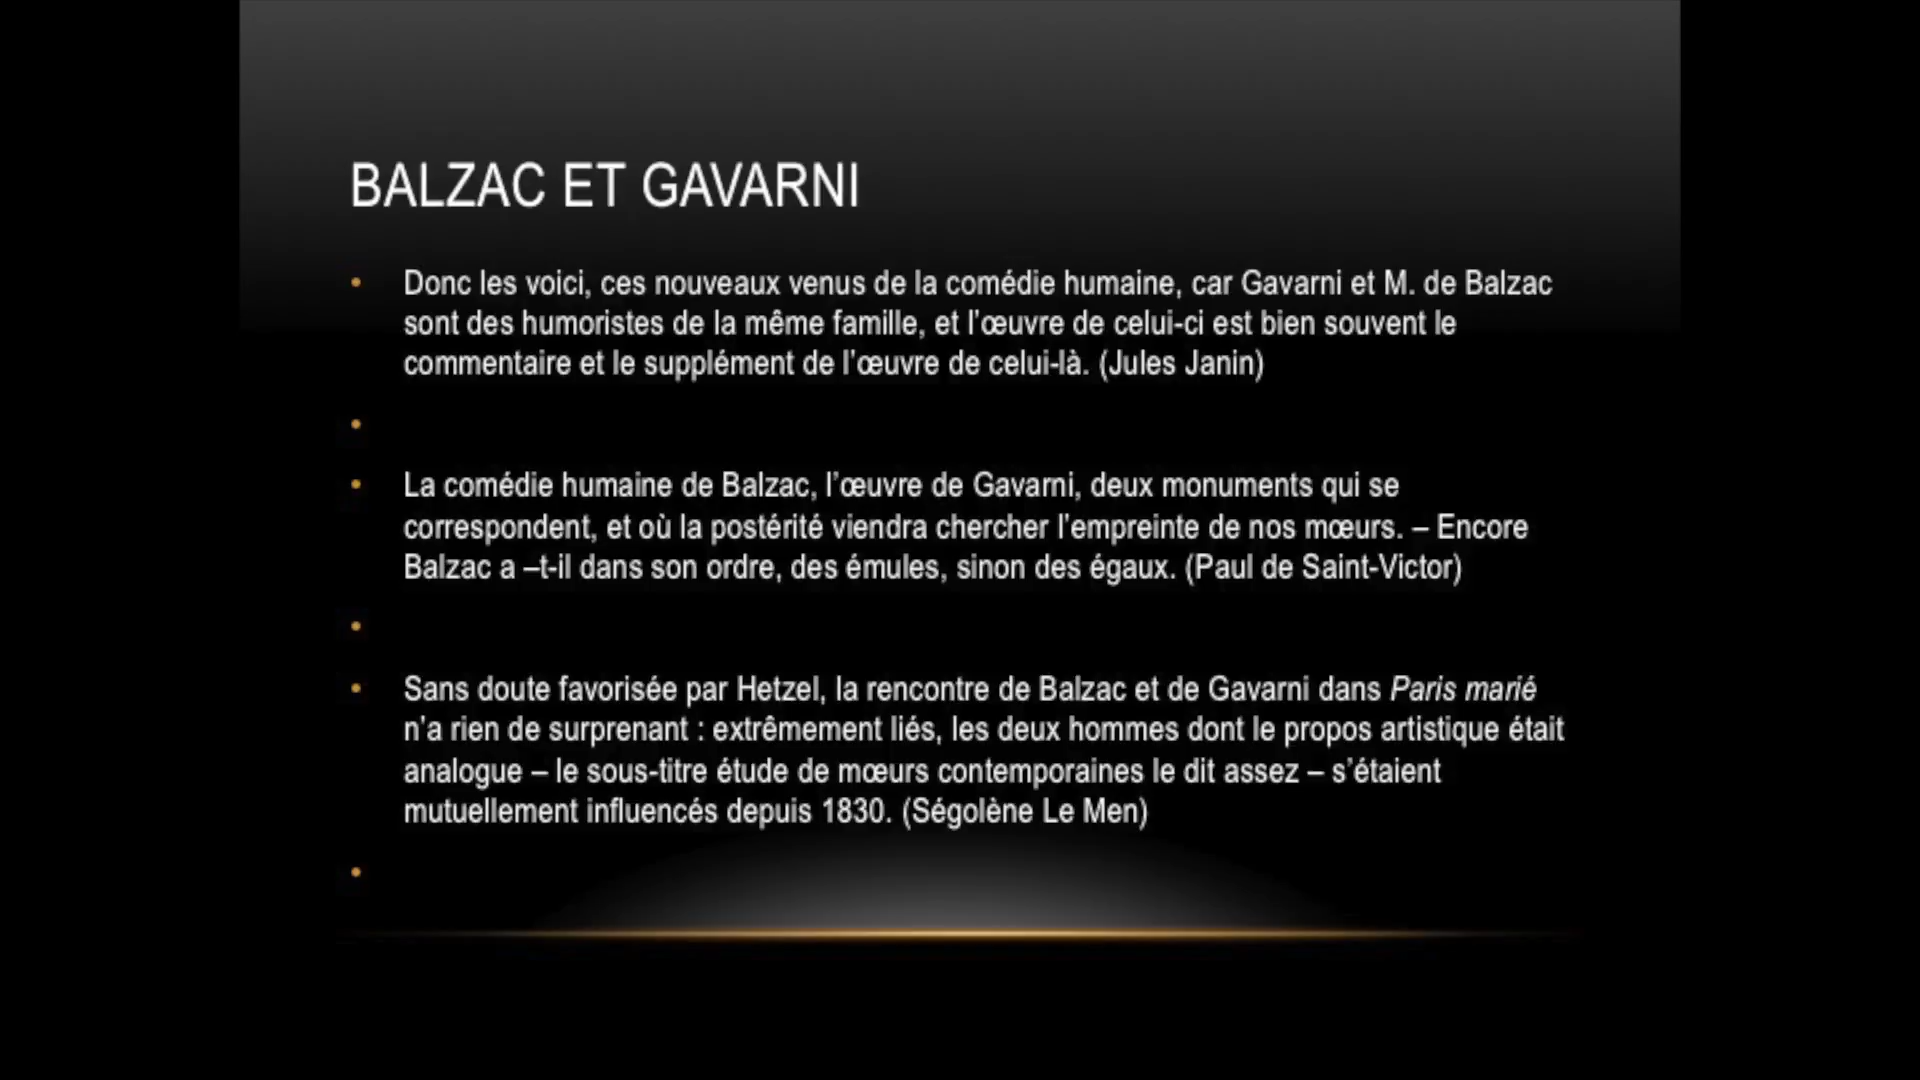 BALZAC ET GAVARNI
• Donc les voici, ces nouveaux venus de la comédie humaine, car Gavarni et M. de Balzac
sont des humoristes de la même famille, et l’œuvre de celui-ci est bien souvent le
commentaire et le supplément de l’œuvre de celui-là. (Jules Janin)
•
• La comédie humaine de Balzac, l’œuvre de Gavarni, deux monuments qui se
correspondent, et où la postérité viendra chercher l’empreinte de nos mœurs. – Encore
Balzac a –t-il dans son ordre, des émules, sinon des égaux. (Paul de Saint-Victor)
•
• Sans doute favorisée par Hetzel, la rencontre de Balzac et de Gavarni dans Paris marié
n’a rien de surprenant : extrêmement liés, les deux hommes dont le propos artistique était
analogue – le sous-titre étude de mœurs contemporaines le dit assez – s’étaient
mutuellement influencés depuis 1830. (Ségolène Le Men)
•